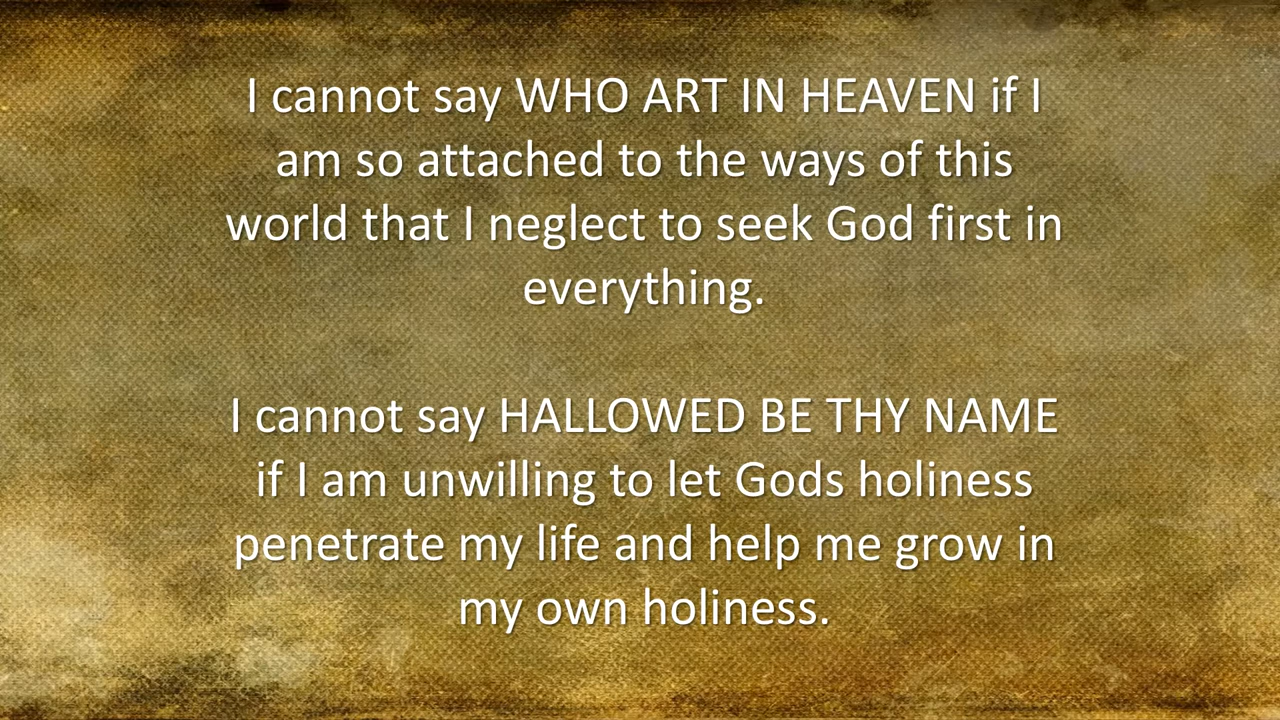 I cannot say WHO ART IN HEAVEN if I
am so attached to the ways of this
world that I neglect to seek God first in
everything.
I cannot say HALLOWED BE THY NAME
if I am unwilling to let Gods holiness
penetrate my life and help me grow in
my own holiness.